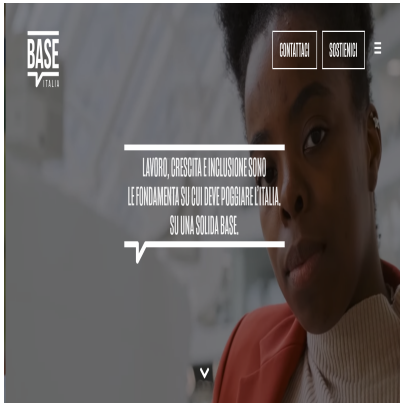 BASE
ITALIA
CONTATTACI
SOSTIENICI
LAVORO, CRESCITA E INCLUSIONE SONO
LE FONDAMENTA SU CUI DEVE POGGIARE L'ITALIA.
SU UNA SOLIDA BASE.